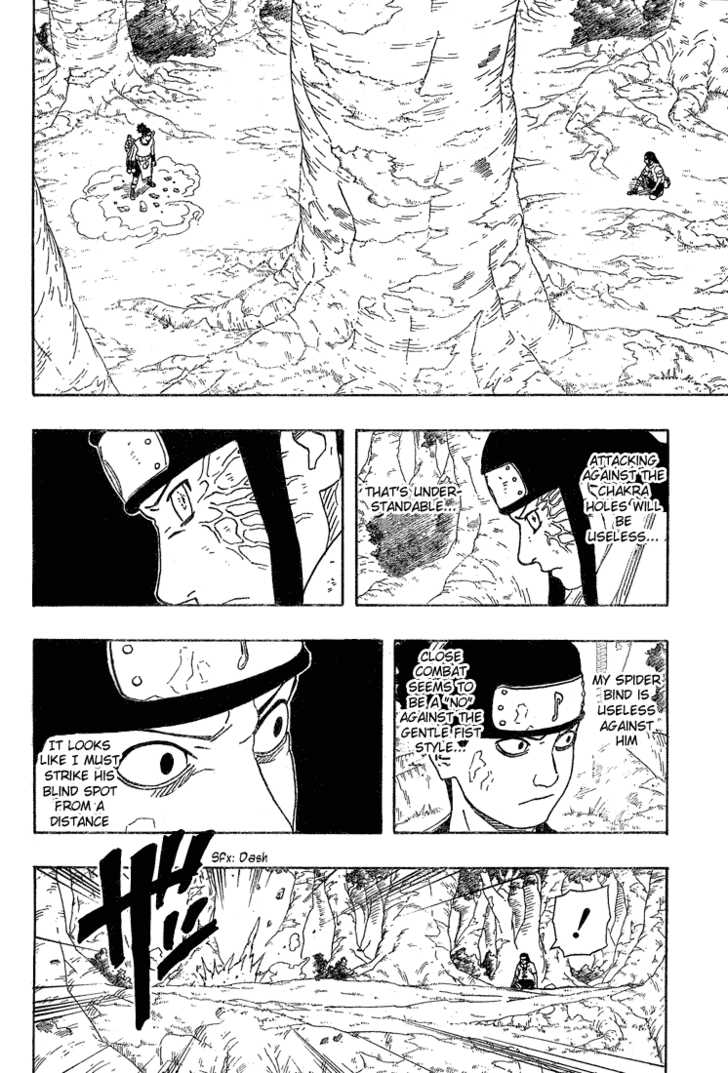 ATTACKING
AGAINST THE
CHAKRA
HOLES WILL
BE
USELESS...
THAT'S UNDER-
STANDABLE...
MY SPIDER
BIND IS
USELESS
AGAINST
HIM
CLOSE
COMBAT
SEEMS TO
BE A "NO"
AGAINST THE
GENTLE FIST
STYLE...
IT LOOKS
LIKE I MUST
STRIKE HIS
BLIND SPOT
FROM A
DISTANCE
Sfx: Dash
!